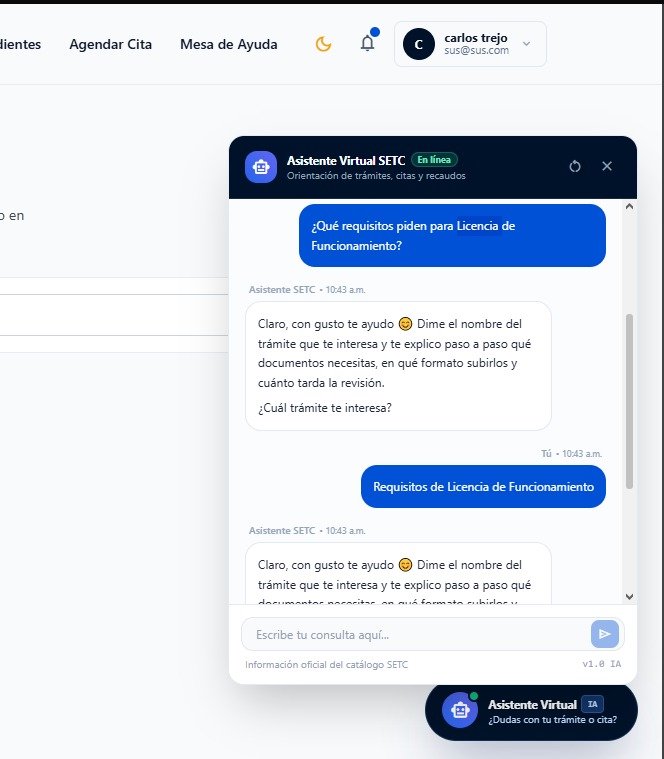 dientes Agendar Cita Mesa de Ayuda C carlos trejo
sus@sus.com
o en
Asistente Virtual SETC En línea
Orientación de trámites, citas y recaudos
¿Qué requisitos piden para Licencia de
Funcionamiento?
Asistente SETC • 10:43 a.m.
Claro, con gusto te ayudo 😊 Dime el nombre del
trámite que te interesa y te explico paso a paso qué
documentos necesitas, en qué formato subirlos y
cuánto tarda la revisión.
¿Cuál trámite te interesa?
Tú • 10:43 a.m.
Requisitos de Licencia de Funcionamiento
Asistente SETC • 10:43 a.m.
Claro, con gusto te ayudo 😊 Dime el nombre del
trámite que te interesa y te explico paso a paso qué
documentos necesitas, en qué formato subirlos y
Escribe tu consulta aquí...
Información oficial del catálogo SETC v1.0 IA
Asistente Virtual IA
¿Dudas con tu trámite o cita?